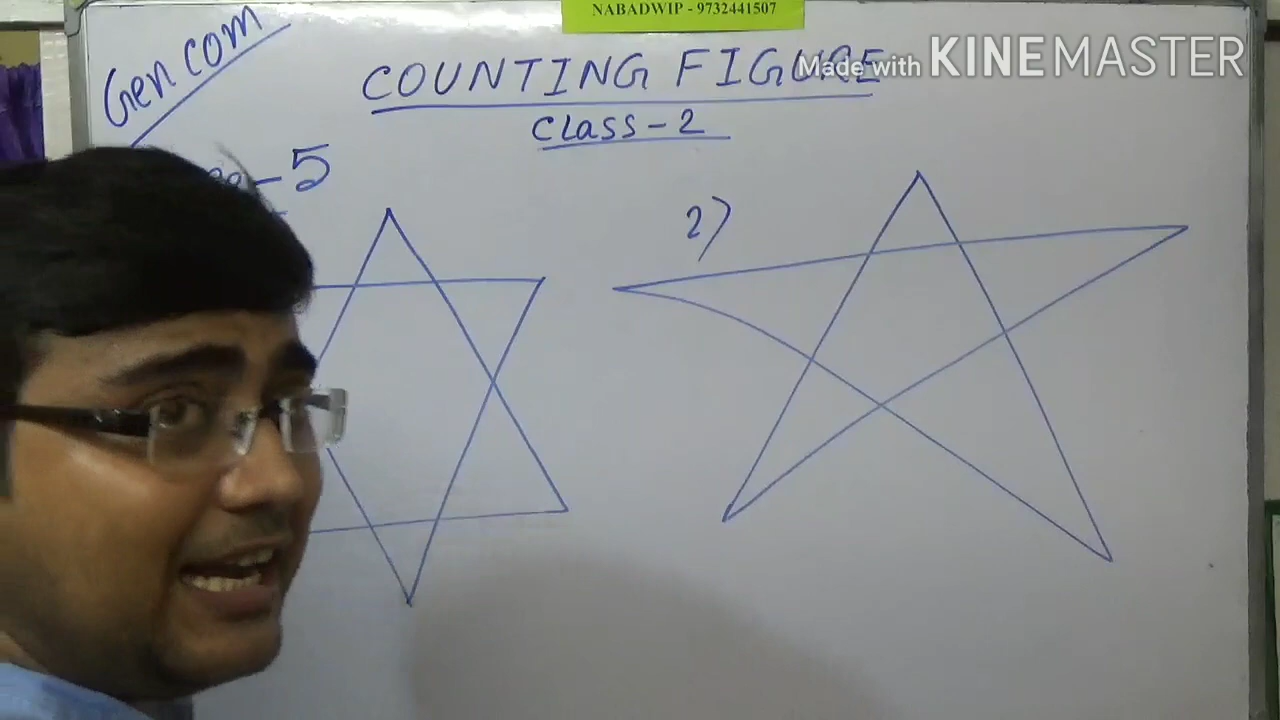 NABADWIP - 9732441507
Made with KINEMASTER
Gen com
COUNTING FIGURE
CLASS-2
-5
2)